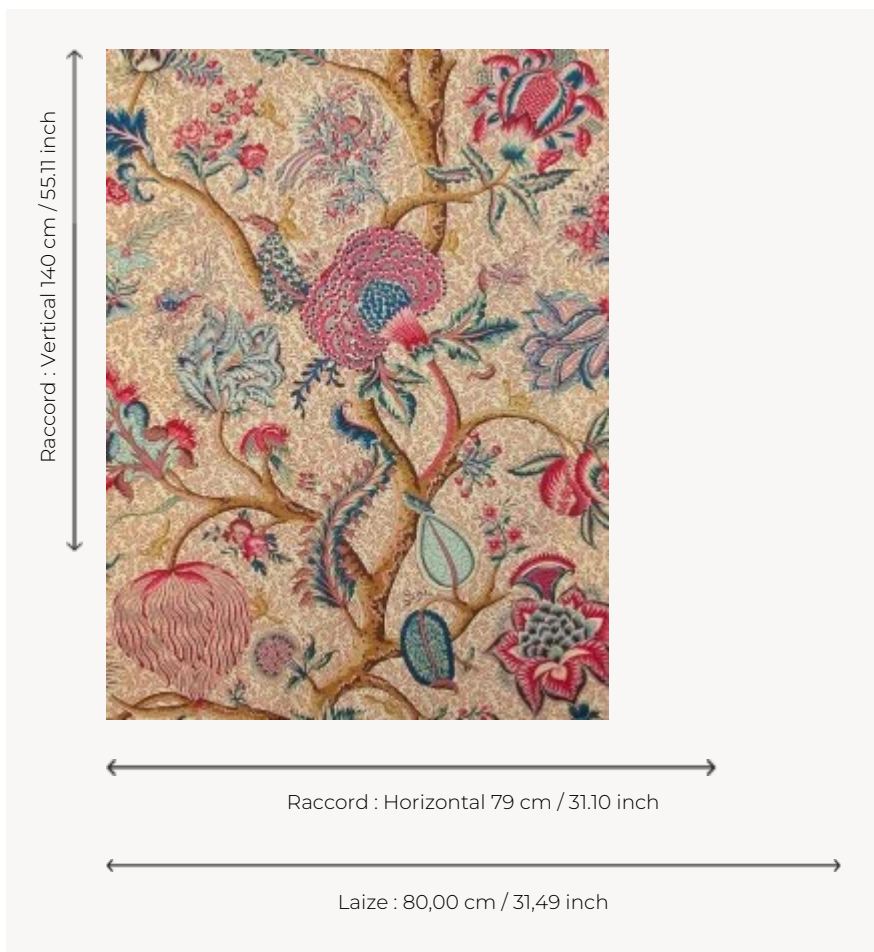 Raccord : Vertical 140 cm / 55.11 inch
Raccord : Horizontal 79 cm / 31.10 inch
Laize : 80,00 cm / 31,49 inch